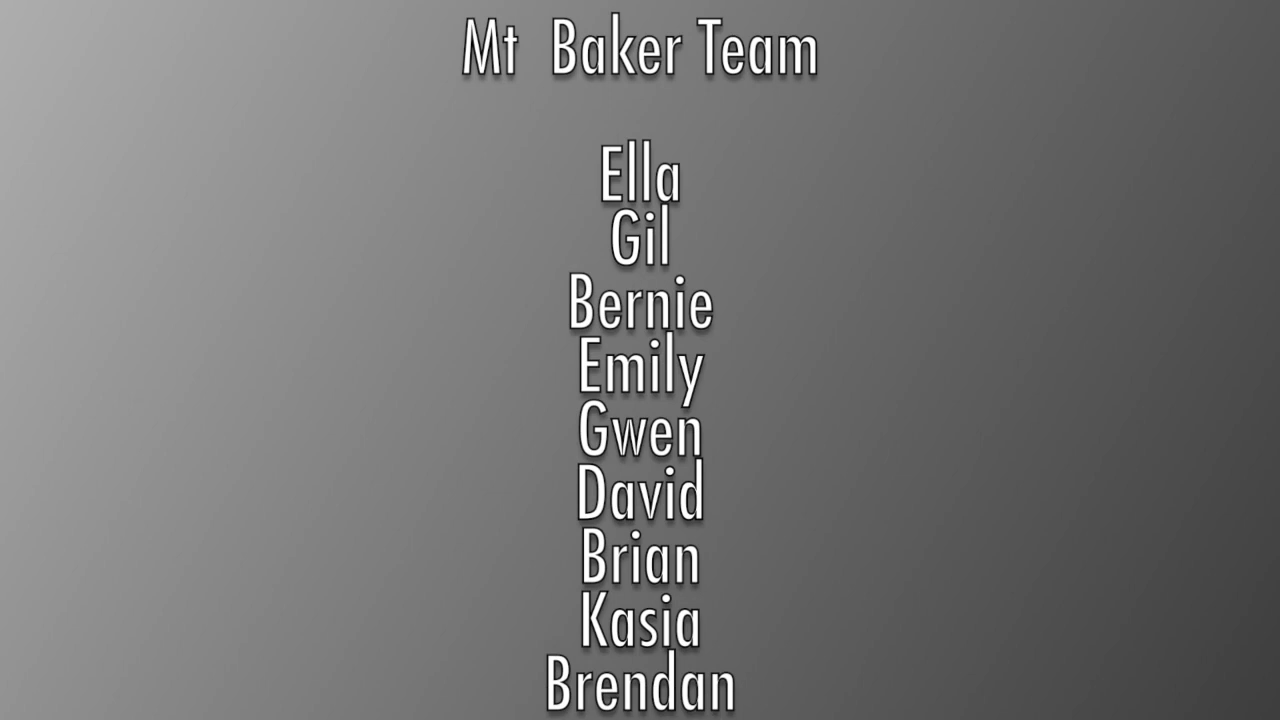 Mt  Baker Team
Ella
Gil
Bernie
Emily
Gwen
David
Brian
Kasia
Brendan